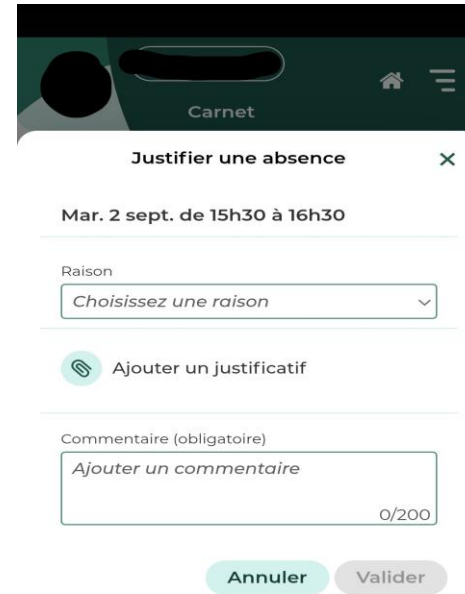 Carnet
Justifier une absence
Mar. 2 sept. de 15h30 à 16h30
Raison
Choisissez une raison
Ajouter un justificatif
Commentaire (obligatoire)
Ajouter un commentaire
0/200
Annuler Valider